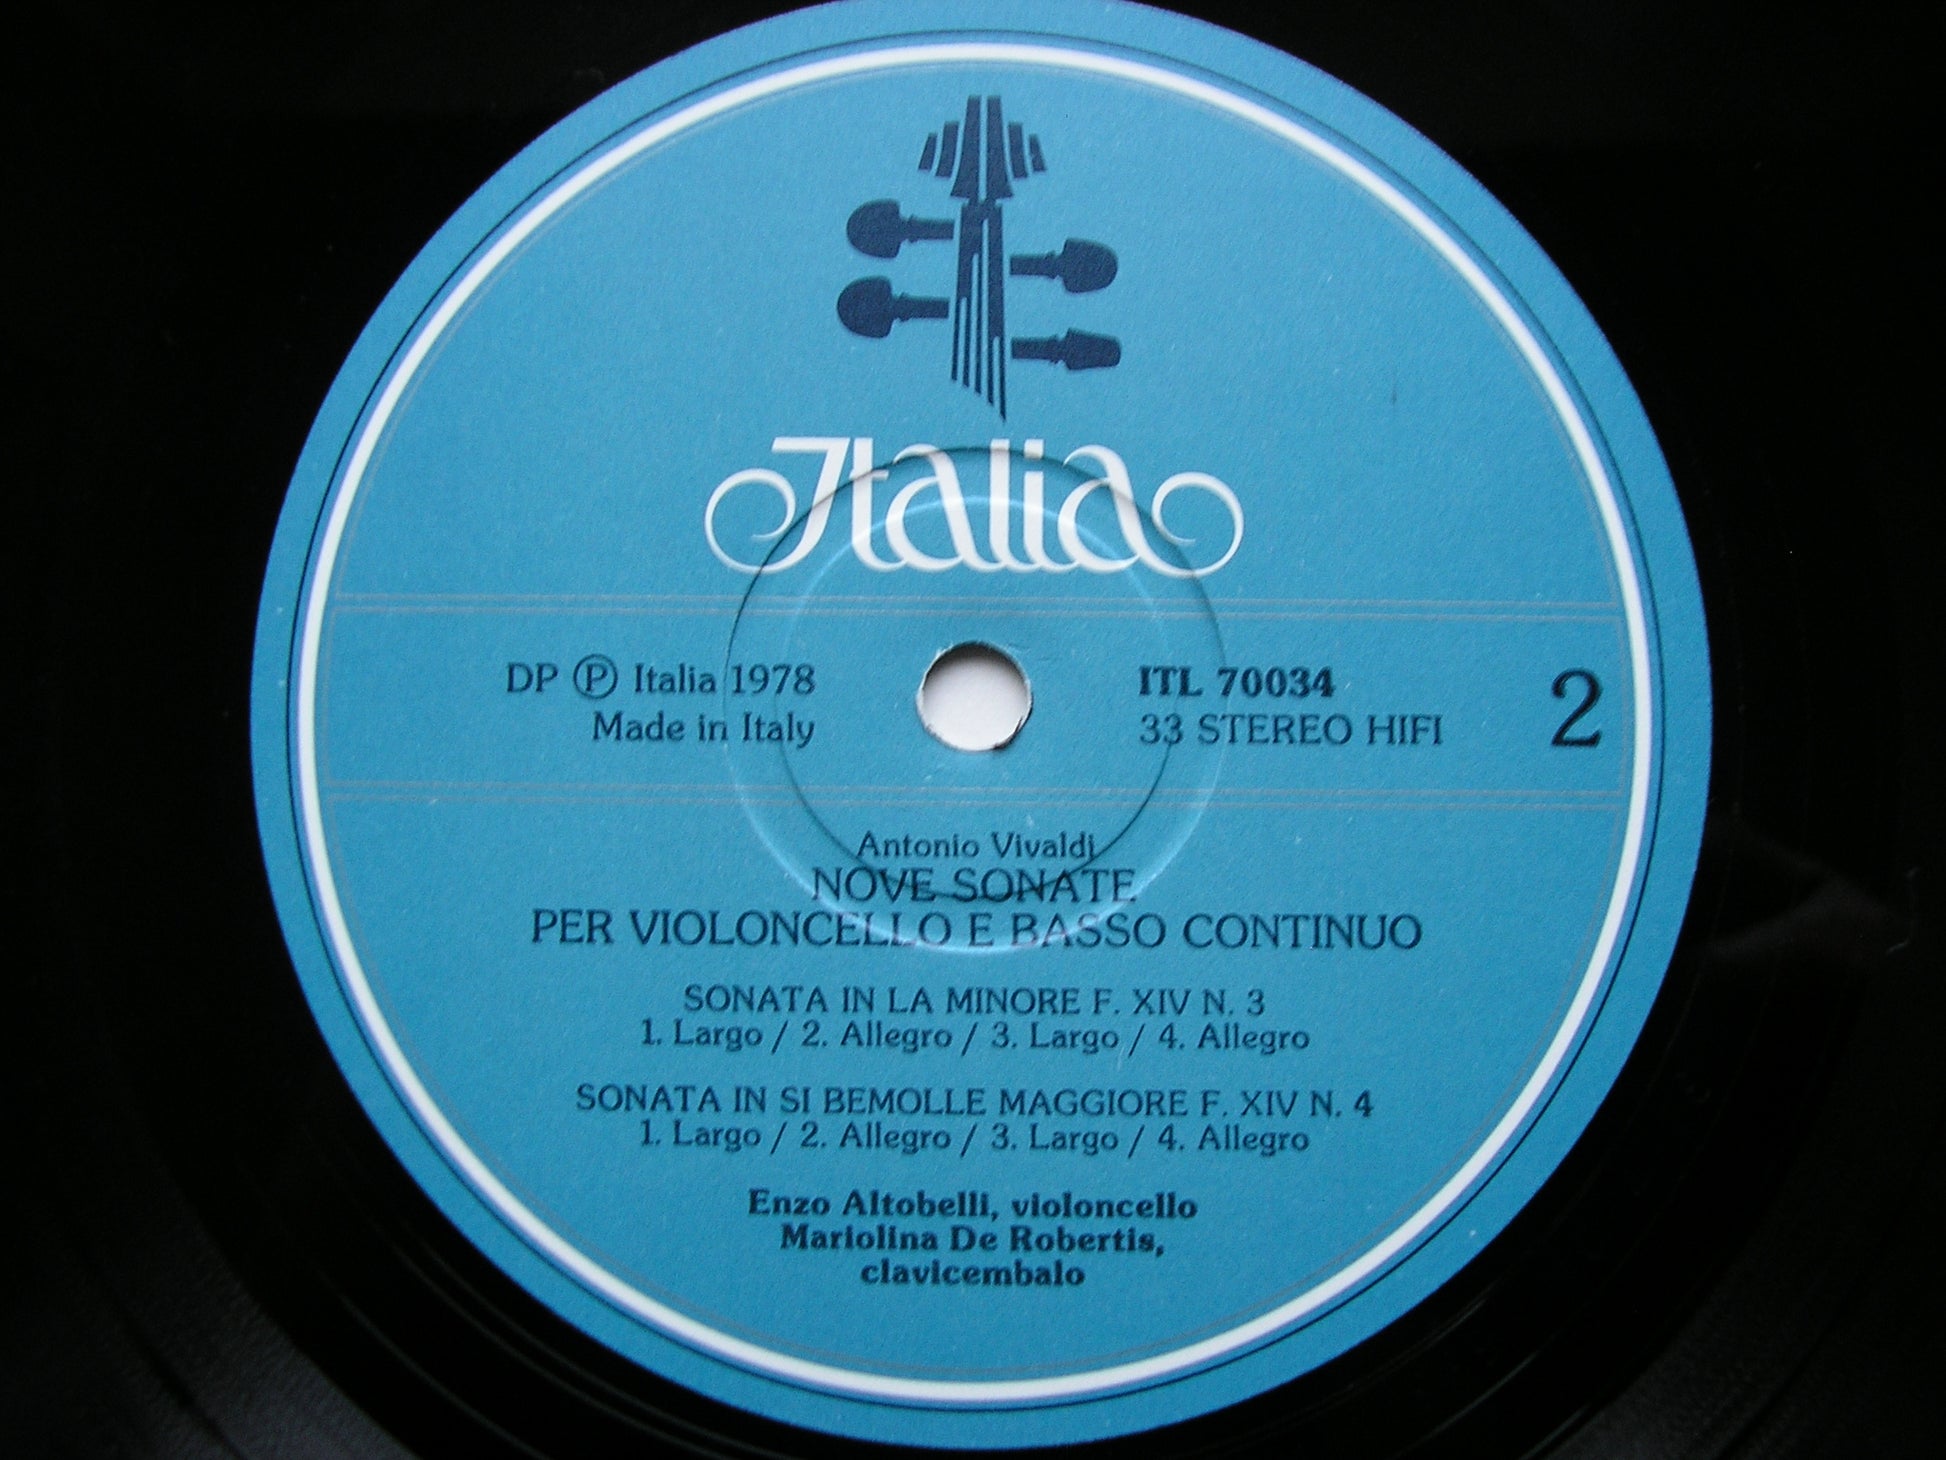 Italia
DP Ⓟ Italia 1978
Made in Italy
ITL 70034
33 STEREO HIFI
2
Antonio Vivaldi
NOVE SONATE
PER VIOLONCELLO E BASSO CONTINUO
SONATA IN LA MINORE F. XIV N. 3
1. Largo / 2. Allegro / 3. Largo / 4. Allegro
SONATA IN SI BEMOLLE MAGGIORE F. XIV N. 4
1. Largo / 2. Allegro / 3. Largo / 4. Allegro
Enzo Altobelli, violoncello
Mariolina De Robertis,
clavicembalo